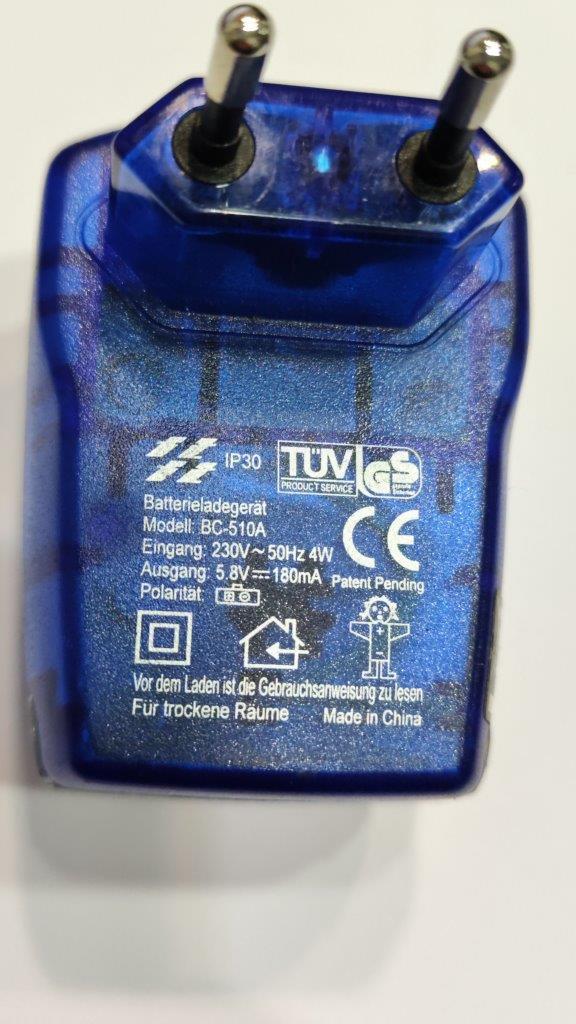 IP30
TÜV
PRODUCT SERVICE
GS
Batterieladegerät
Modell: BC-510A
CE
Eingang: 230V~50Hz 4W
Ausgang: 5.8V⎓180mA
Patent Pending
Polarität:
Vor dem Laden ist die Gebrauchsanweisung zu lesen
Für trockene Räume
Made in China